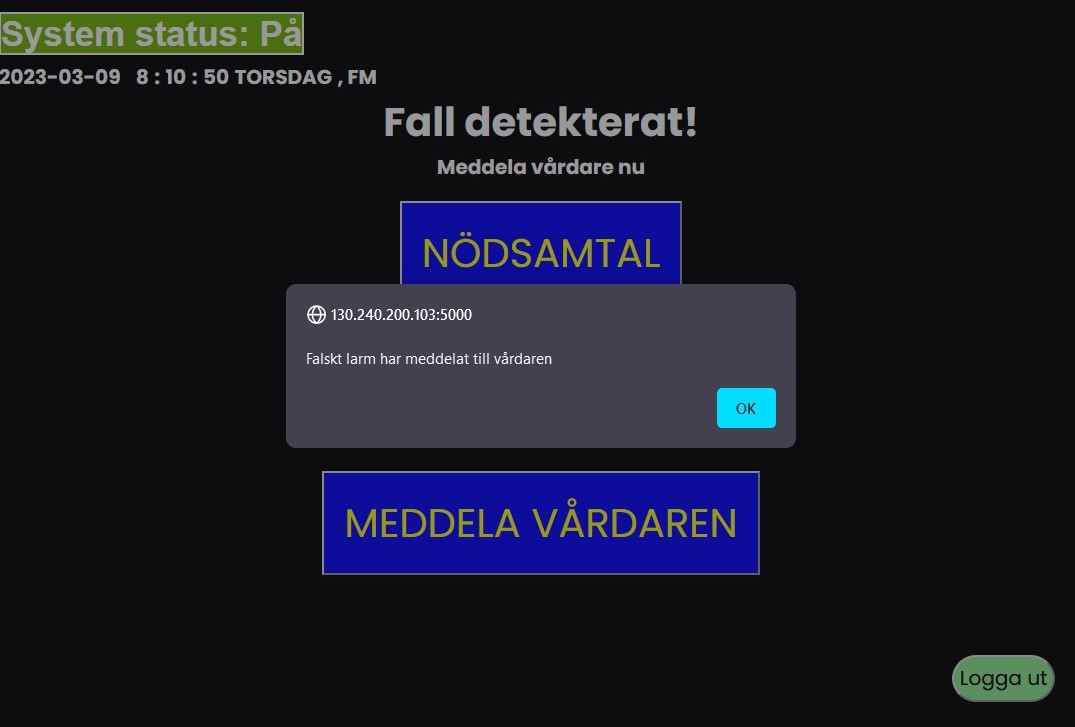 System status: På
2023-03-09 8 : 10 : 50 TORSDAG , FM
Fall detekterat!
Meddela vårdare nu
NÖDSAMTAL
130.240.200.103:5000
Falskt larm har meddelat till vårdaren
OK
MEDDELA VÅRDAREN
Logga ut